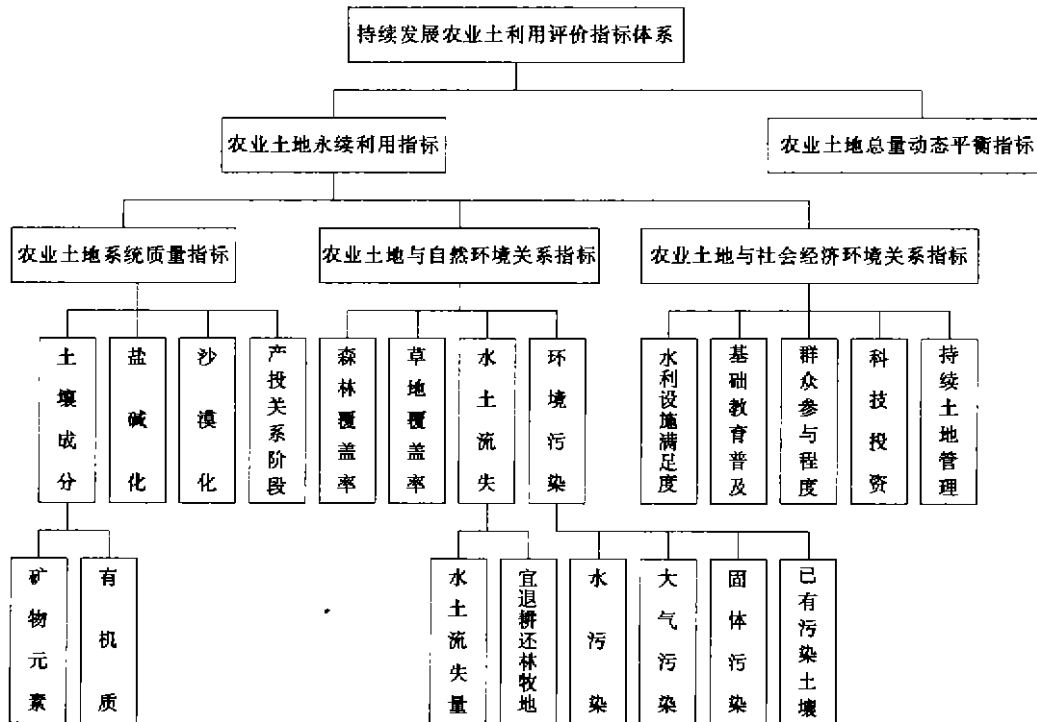 持续发展农业土利用评价指标体系
农业土地永续利用指标
农业土地总量动态平衡指标
农业土地系统质量指标
农业土地与自然环境关系指标
农业土地与社会经济环境关系指标
土壤成分
盐碱化
沙漠化
产投关系阶段
森林覆盖率
草地覆盖率
水土流失
环境污染
水利设施满足度
基础教育普及
群众参与程度
科技投资
持续土地管理
矿物元素
有机质
水土流失量
宜退耕还林牧地
水污染
大气污染
固体污染
已有污染土壤